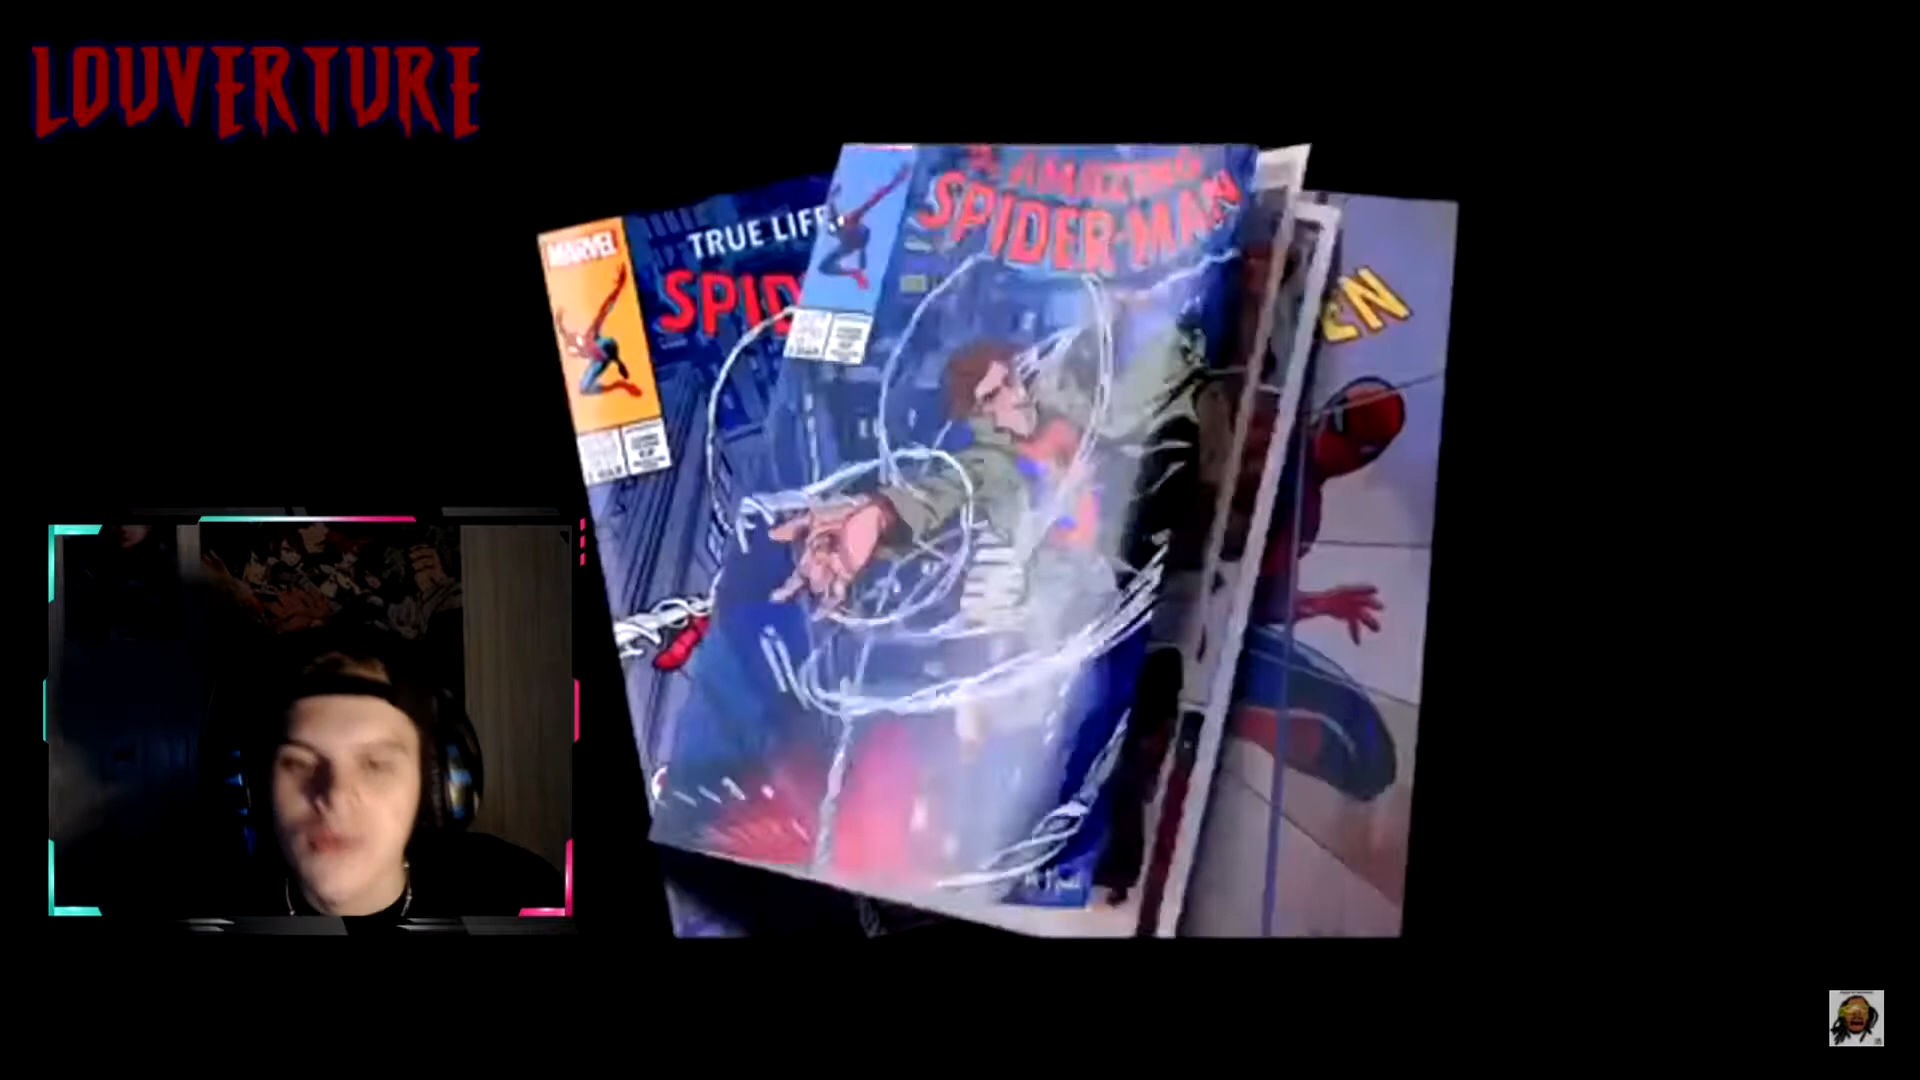 LOUVERTURE
MARVEL
TRUE LIFE
SPID
AMAZING
SPIDER-MAN
EN